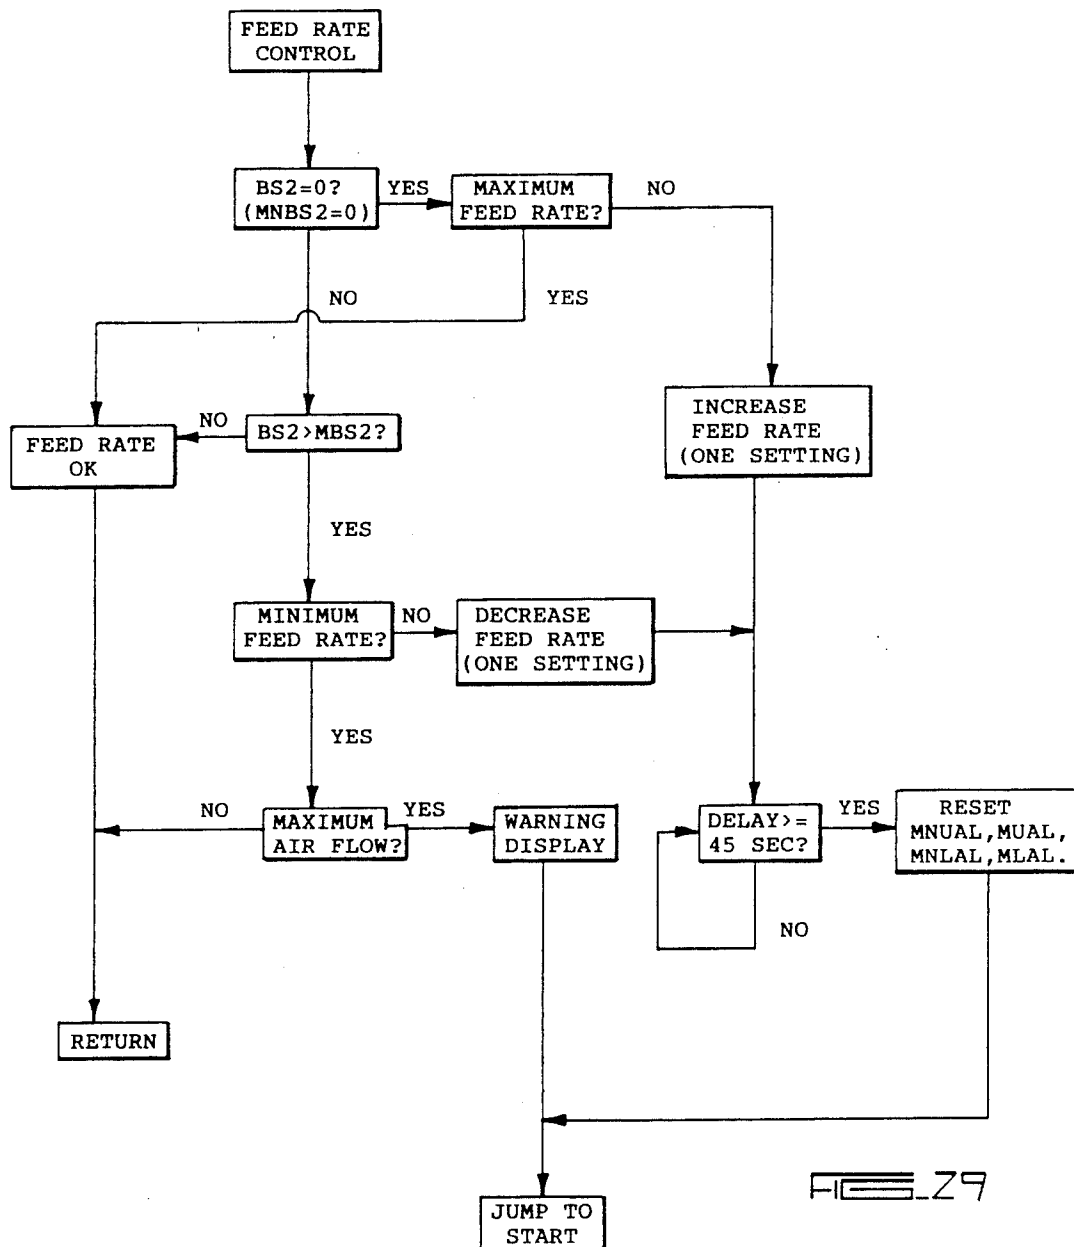 FEED RATE
CONTROL
BS2=0?
(MNBS2=0)
YES
MAXIMUM
FEED RATE?
NO
NO
YES
INCREASE
FEED RATE
(ONE SETTING)
FEED RATE
OK
NO
BS2>MBS2?
YES
MINIMUM
FEED RATE?
NO
DECREASE
FEED RATE
(ONE SETTING)
YES
NO
MAXIMUM
AIR FLOW?
YES
WARNING
DISPLAY
DELAY>=
45 SEC?
YES
RESET
MNUAL,MUAL,
MNLAL,MLAL.
NO
RETURN
JUMP TO
START
FIG_29